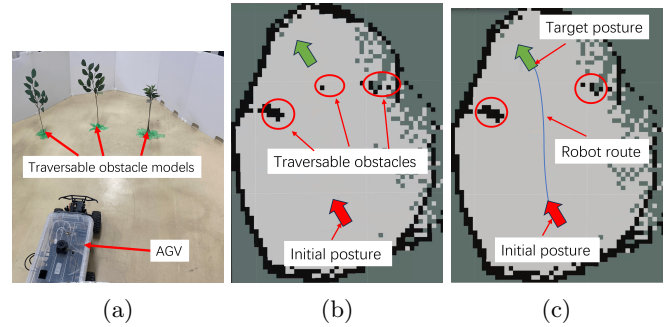 Traversable obstacle models
AGV
(a)
Traversable obstacles
Initial posture
(b)
Target posture
Robot route
Initial posture
(c)